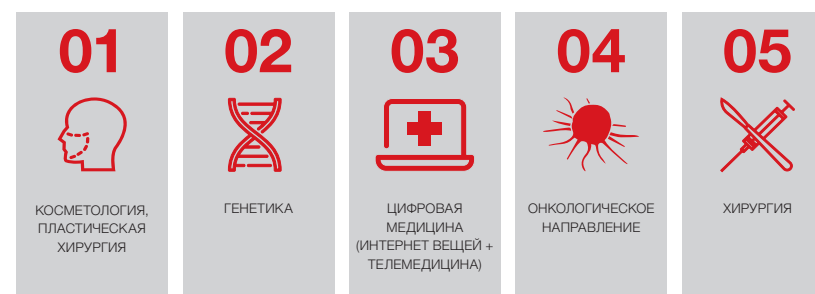 01
КОСМЕТОЛОГИЯ,
ПЛАСТИЧЕСКАЯ
ХИРУРГИЯ
02
ГЕНЕТИКА
03
ЦИФРОВАЯ
МЕДИЦИНА
(ИНТЕРНЕТ ВЕЩЕЙ +
ТЕЛЕМЕДИЦИНА)
04
ОНКОЛОГИЧЕСКОЕ
НАПРАВЛЕНИЕ
05
ХИРУРГИЯ